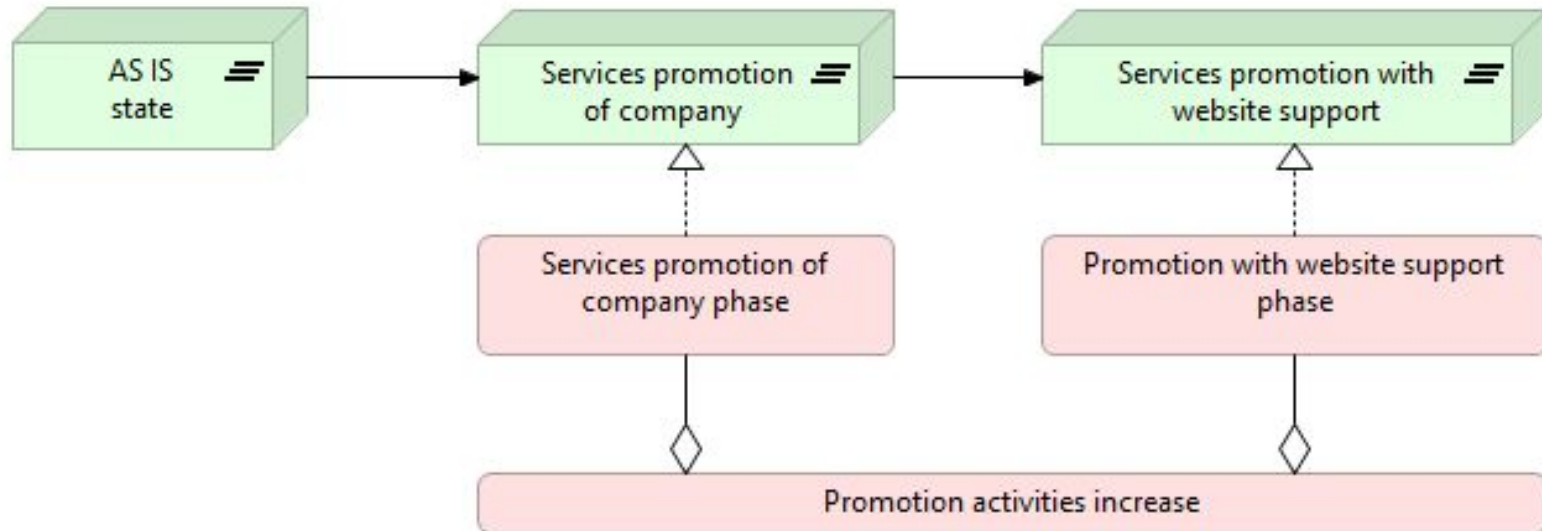 AS IS
state
Services promotion
of company
Services promotion with
website support
Services promotion of
company phase
Promotion with website support
phase
Promotion activities increase